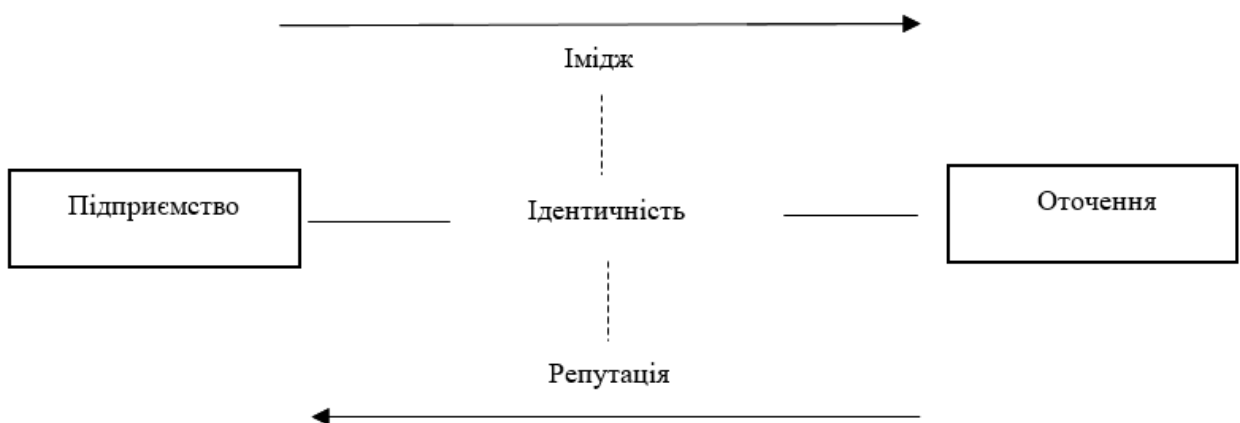 Імідж
Підприємство
Ідентичність
Оточення
Репутація